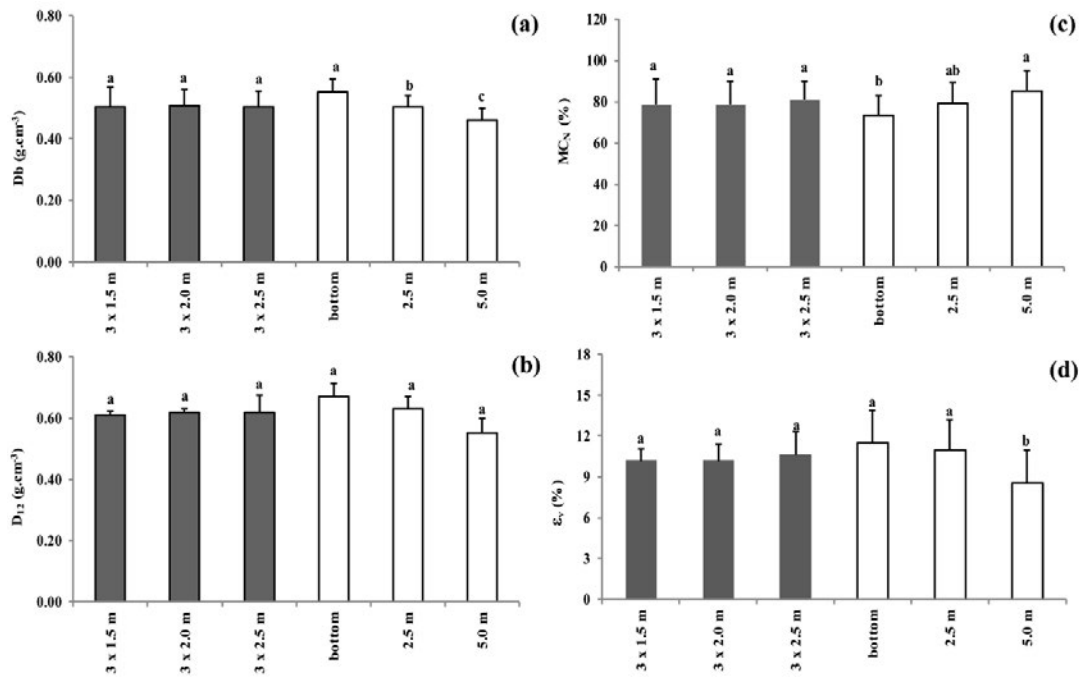 (a)
Db (g.cm-3)
0.80
0.60
0.40
0.20
0.00
a a a a b c
3 x 1.5 m
3 x 2.0 m
3 x 2.5 m
bottom
2.5 m
5.0 m
(c)
MCN (%)
120
100
80
60
40
20
0
a a a b ab a
3 x 1.5 m
3 x 2.0 m
3 x 2.5 m
bottom
2.5 m
5.0 m
(b)
D12 (g.cm-3)
0.80
0.60
0.40
0.20
0.00
a a a a a a
3 x 1.5 m
3 x 2.0 m
3 x 2.5 m
bottom
2.5 m
5.0 m
(d)
εv (%)
18
15
12
9
6
3
0
a a a a a b
3 x 1.5 m
3 x 2.0 m
3 x 2.5 m
bottom
2.5 m
5.0 m